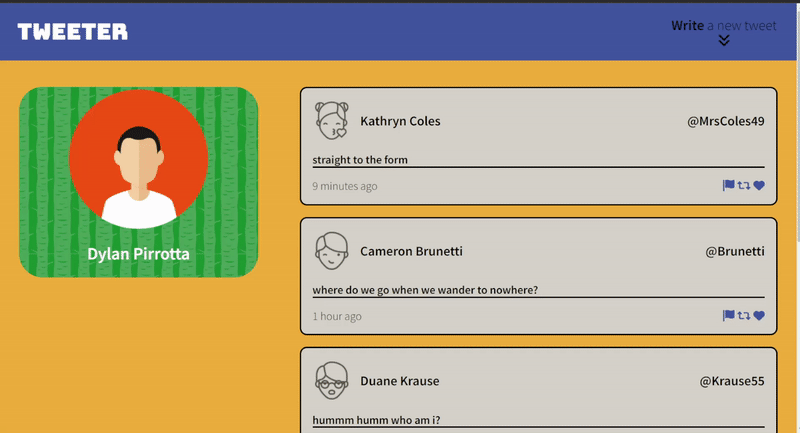 TWEETER
Write a new tweet
Dylan Pirrotta
Kathryn Coles @MrsColes49
straight to the form
9 minutes ago
Cameron Brunetti @Brunetti
where do we go when we wander to nowhere?
1 hour ago
Duane Krause @Krause55
hummm humm who am i?